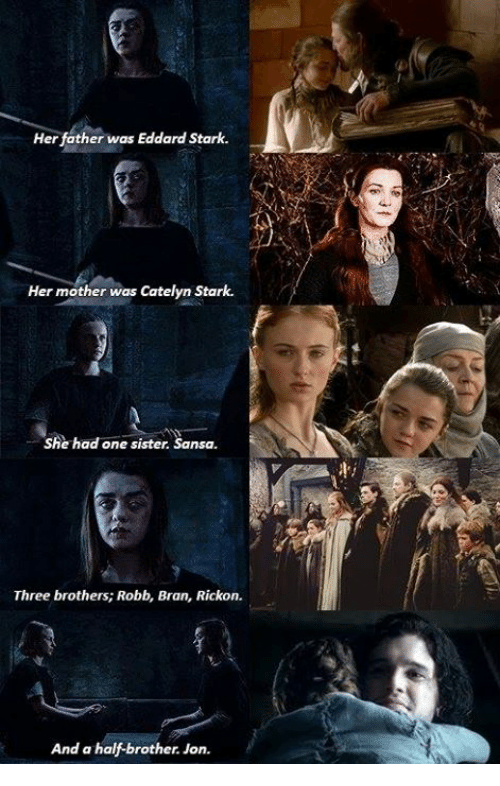 Her father was Eddard Stark.
Her mother was Catelyn Stark.
She had one sister. Sansa.
Three brothers; Robb, Bran, Rickon.
And a half-brother. Jon.